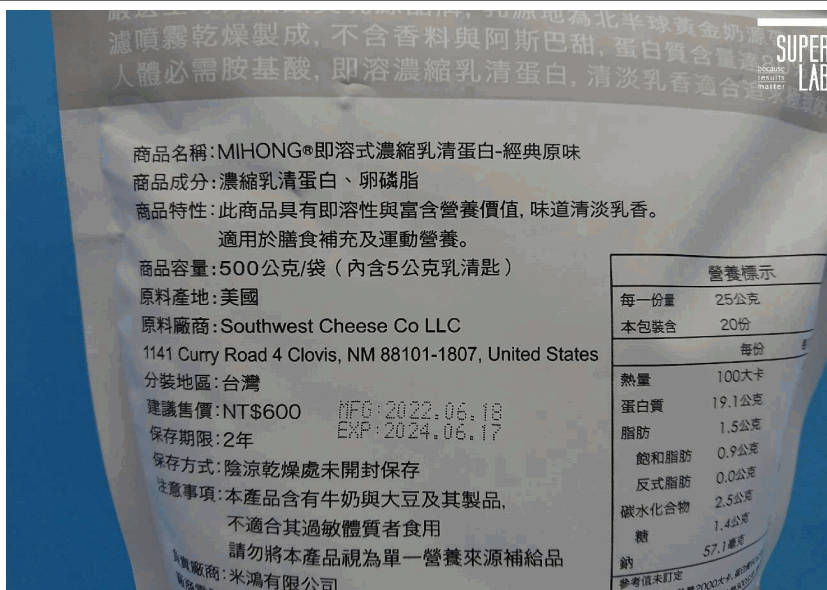 濾噴霧乾燥製成, 不含香料與阿斯巴甜, 蛋白質含量達
人體必需胺基酸, 即溶濃縮乳清蛋白, 清淡乳香適合追求
SUPER LAB
because results matter
商品名稱:MIHONG®即溶式濃縮乳清蛋白-經典原味
商品成分:濃縮乳清蛋白、卵磷脂
商品特性:此商品具有即溶性與富含營養價值, 味道清淡乳香。
適用於膳食補充及運動營養。
商品容量:500公克/袋（內含5公克乳清匙）
原料產地:美國
原料廠商:Southwest Cheese Co LLC
1141 Curry Road 4 Clovis, NM 88101-1807, United States
分裝地區:台灣
建議售價:NT$600
MFG:2022.06.18
EXP:2024.06.17
保存期限:2年
保存方式:陰涼乾燥處未開封保存
注意事項:本產品含有牛奶與大豆及其製品,
不適合其過敏體質者食用
請勿將本產品視為單一營養來源補給品
負責廠商:米鴻有限公司
營養標示
每一份量 25公克
本包裝含 20份
每份
熱量 100大卡
蛋白質 19.1公克
脂肪 1.5公克
飽和脂肪 0.9公克
反式脂肪 0.0公克
碳水化合物 2.5公克
糖 1.4公克
鈉 57.1毫克
參考值未訂定